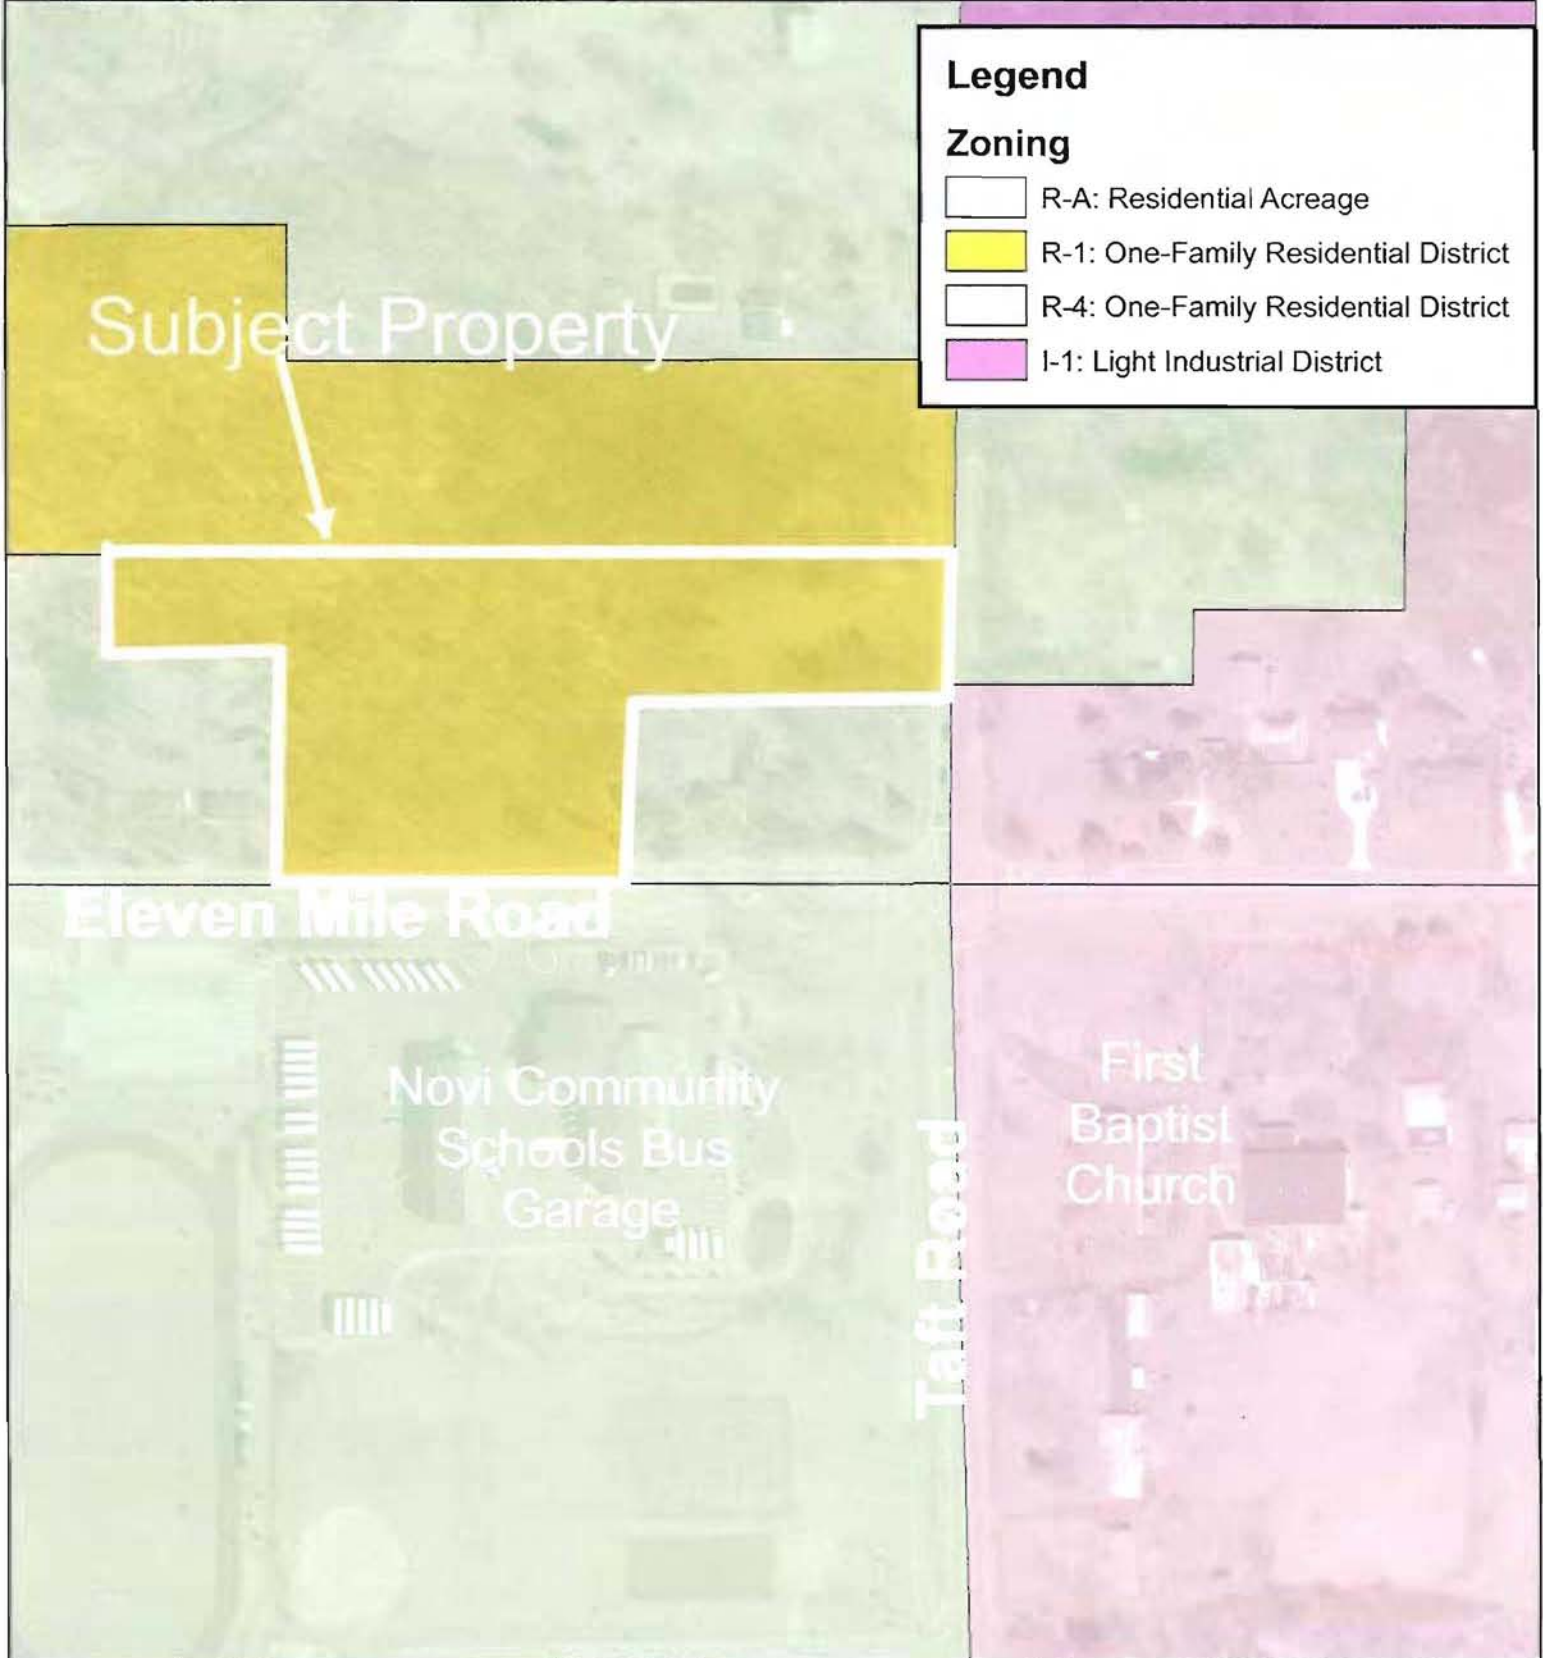 Legend
Zoning
R-A: Residential Acreage
R-1: One-Family Residential District
R-4: One-Family Residential District
I-1: Light Industrial District
Subject Property
Eleven Mile Road
Novi Community
Schools Bus
Garage
Taft Road
First
Baptist
Church